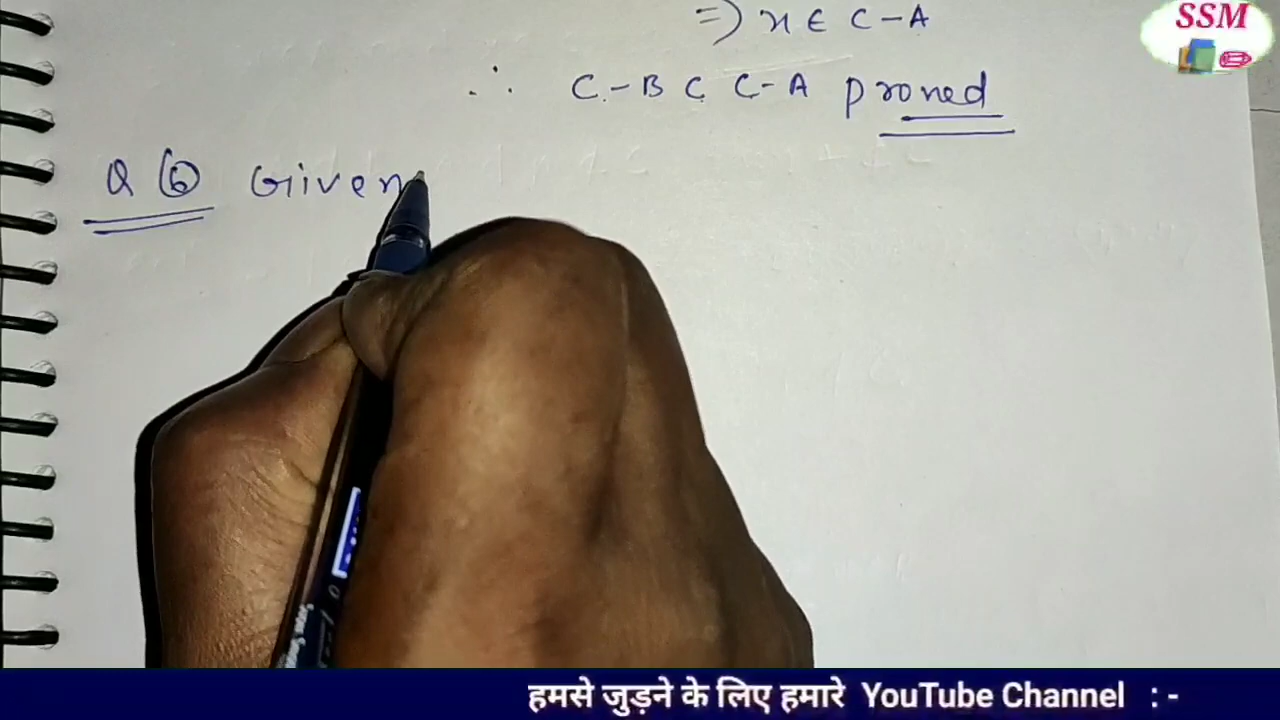 =) x ∈ C-A
SSM
∴ C-B ⊂ C-A proved
Q ⑥ Given
हमसे जुड़ने के लिए हमारे YouTube Channel : -